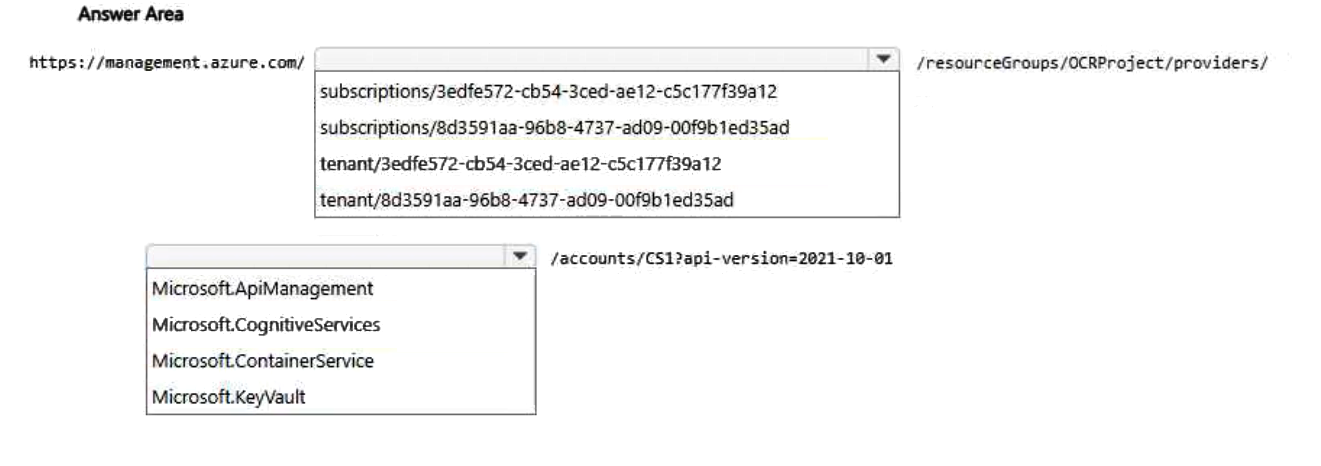 Answer Area
https://management.azure.com/ /resourceGroups/OCRProject/providers/
subscriptions/3edfe572-cb54-3ced-ae12-c5c177f39a12
subscriptions/8d3591aa-96b8-4737-ad09-00f9b1ed35ad
tenant/3edfe572-cb54-3ced-ae12-c5c177f39a12
tenant/8d3591aa-96b8-4737-ad09-00f9b1ed35ad
/accounts/CS1?api-version=2021-10-01
Microsoft.ApiManagement
Microsoft.CognitiveServices
Microsoft.ContainerService
Microsoft.KeyVault